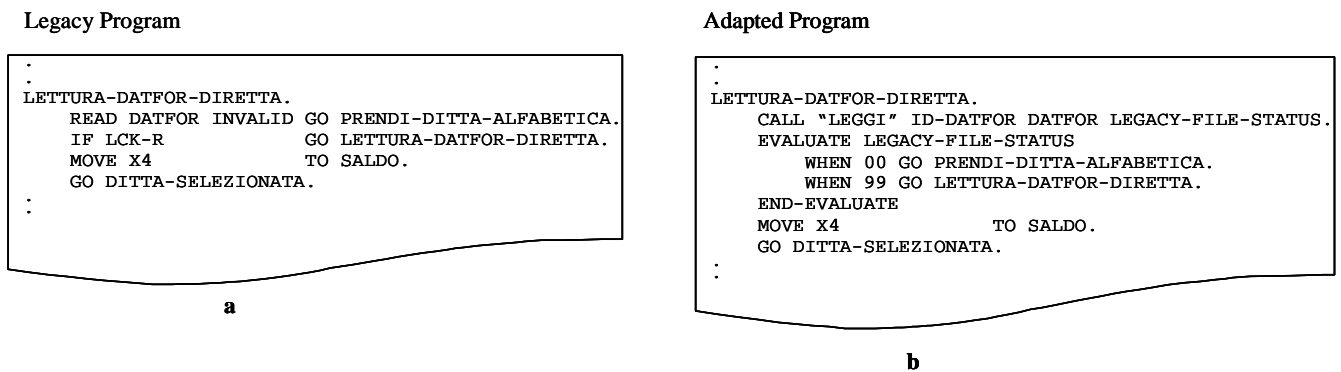 Legacy Program
:
:
LETTURA-DATFOR-DIRETTA.
READ DATFOR INVALID GO PRENDI-DITTA-ALFABETICA.
IF LCK-R GO LETTURA-DATFOR-DIRETTA.
MOVE X4 TO SALDO.
GO DITTA-SELEZIONATA.
:
:
a
Adapted Program
:
:
LETTURA-DATFOR-DIRETTA.
CALL “LEGGI” ID-DATFOR DATFOR LEGACY-FILE-STATUS.
EVALUATE LEGACY-FILE-STATUS
WHEN 00 GO PRENDI-DITTA-ALFABETICA.
WHEN 99 GO LETTURA-DATFOR-DIRETTA.
END-EVALUATE
MOVE X4 TO SALDO.
GO DITTA-SELEZIONATA.
:
:
b